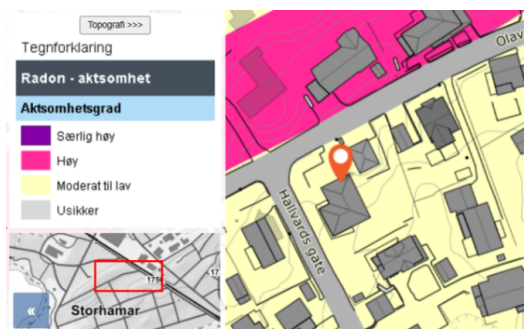 Topografi >>>
Tegnforklaring
Radon - aktsomhet
Aktsomhetsgrad
Særlig høy
Høy
Moderat til lav
Usikker
Storhamar
«
Olav
Hallvards gate